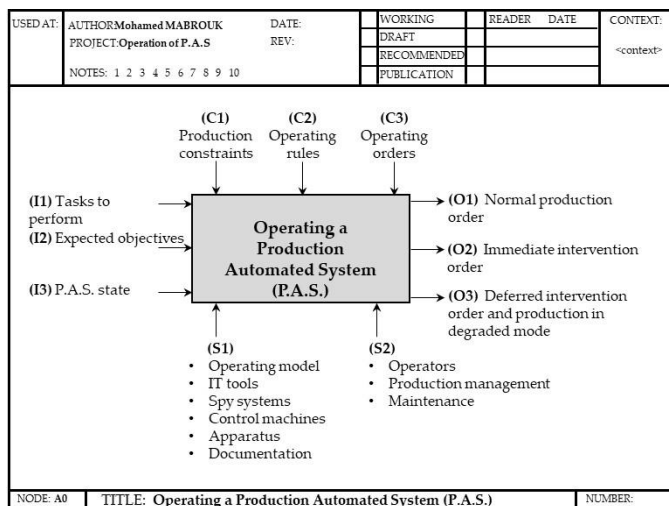 USED AT:
AUTHOR:Mohamed MABROUK
DATE:
PROJECT:Operation of P.A.S
REV:
NOTES: 1 2 3 4 5 6 7 8 9 10
WORKING
DRAFT
RECOMMENDED
PUBLICATION
READER DATE
CONTEXT:
<context>
(C1)
Production
constraints
(C2)
Operating
rules
(C3)
Operating
orders
(I1) Tasks to
perform
(I2) Expected objectives
(I3) P.A.S. state
Operating a
Production
Automated System
(P.A.S.)
(O1) Normal production
order
(O2) Immediate intervention
order
(O3) Deferred intervention
order and production in
degraded mode
(S1)
• Operating model
• IT tools
• Spy systems
• Control machines
• Apparatus
• Documentation
(S2)
• Operators
• Production management
• Maintenance
NODE: A0
TITLE: Operating a Production Automated System (P.A.S.)
NUMBER: